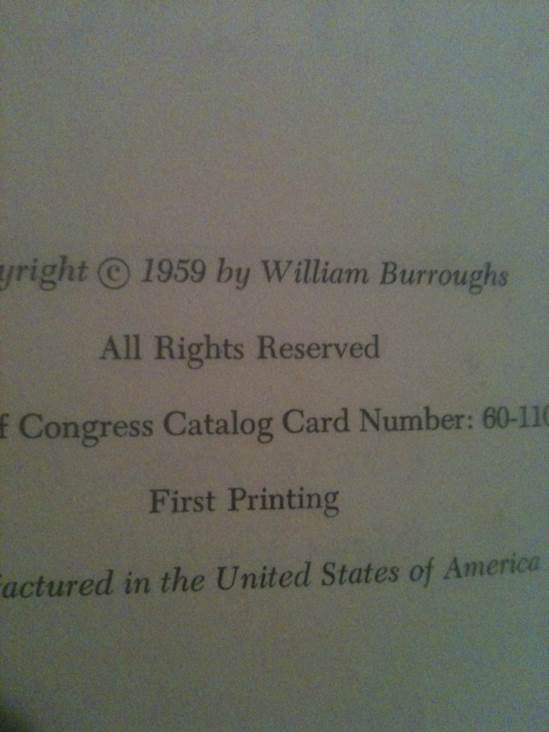 yright © 1959 by William Burroughs
All Rights Reserved
f Congress Catalog Card Number: 60-110
First Printing
actured in the United States of America